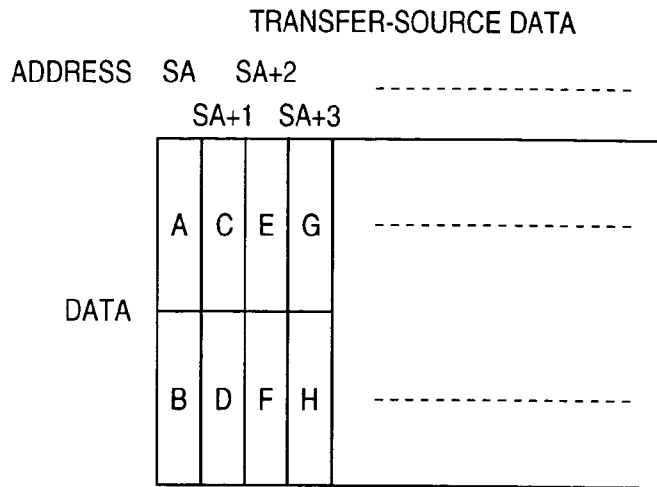 TRANSFER-SOURCE DATA
ADDRESS SA SA+2
SA+1 SA+3
A C E G
DATA
B D F H